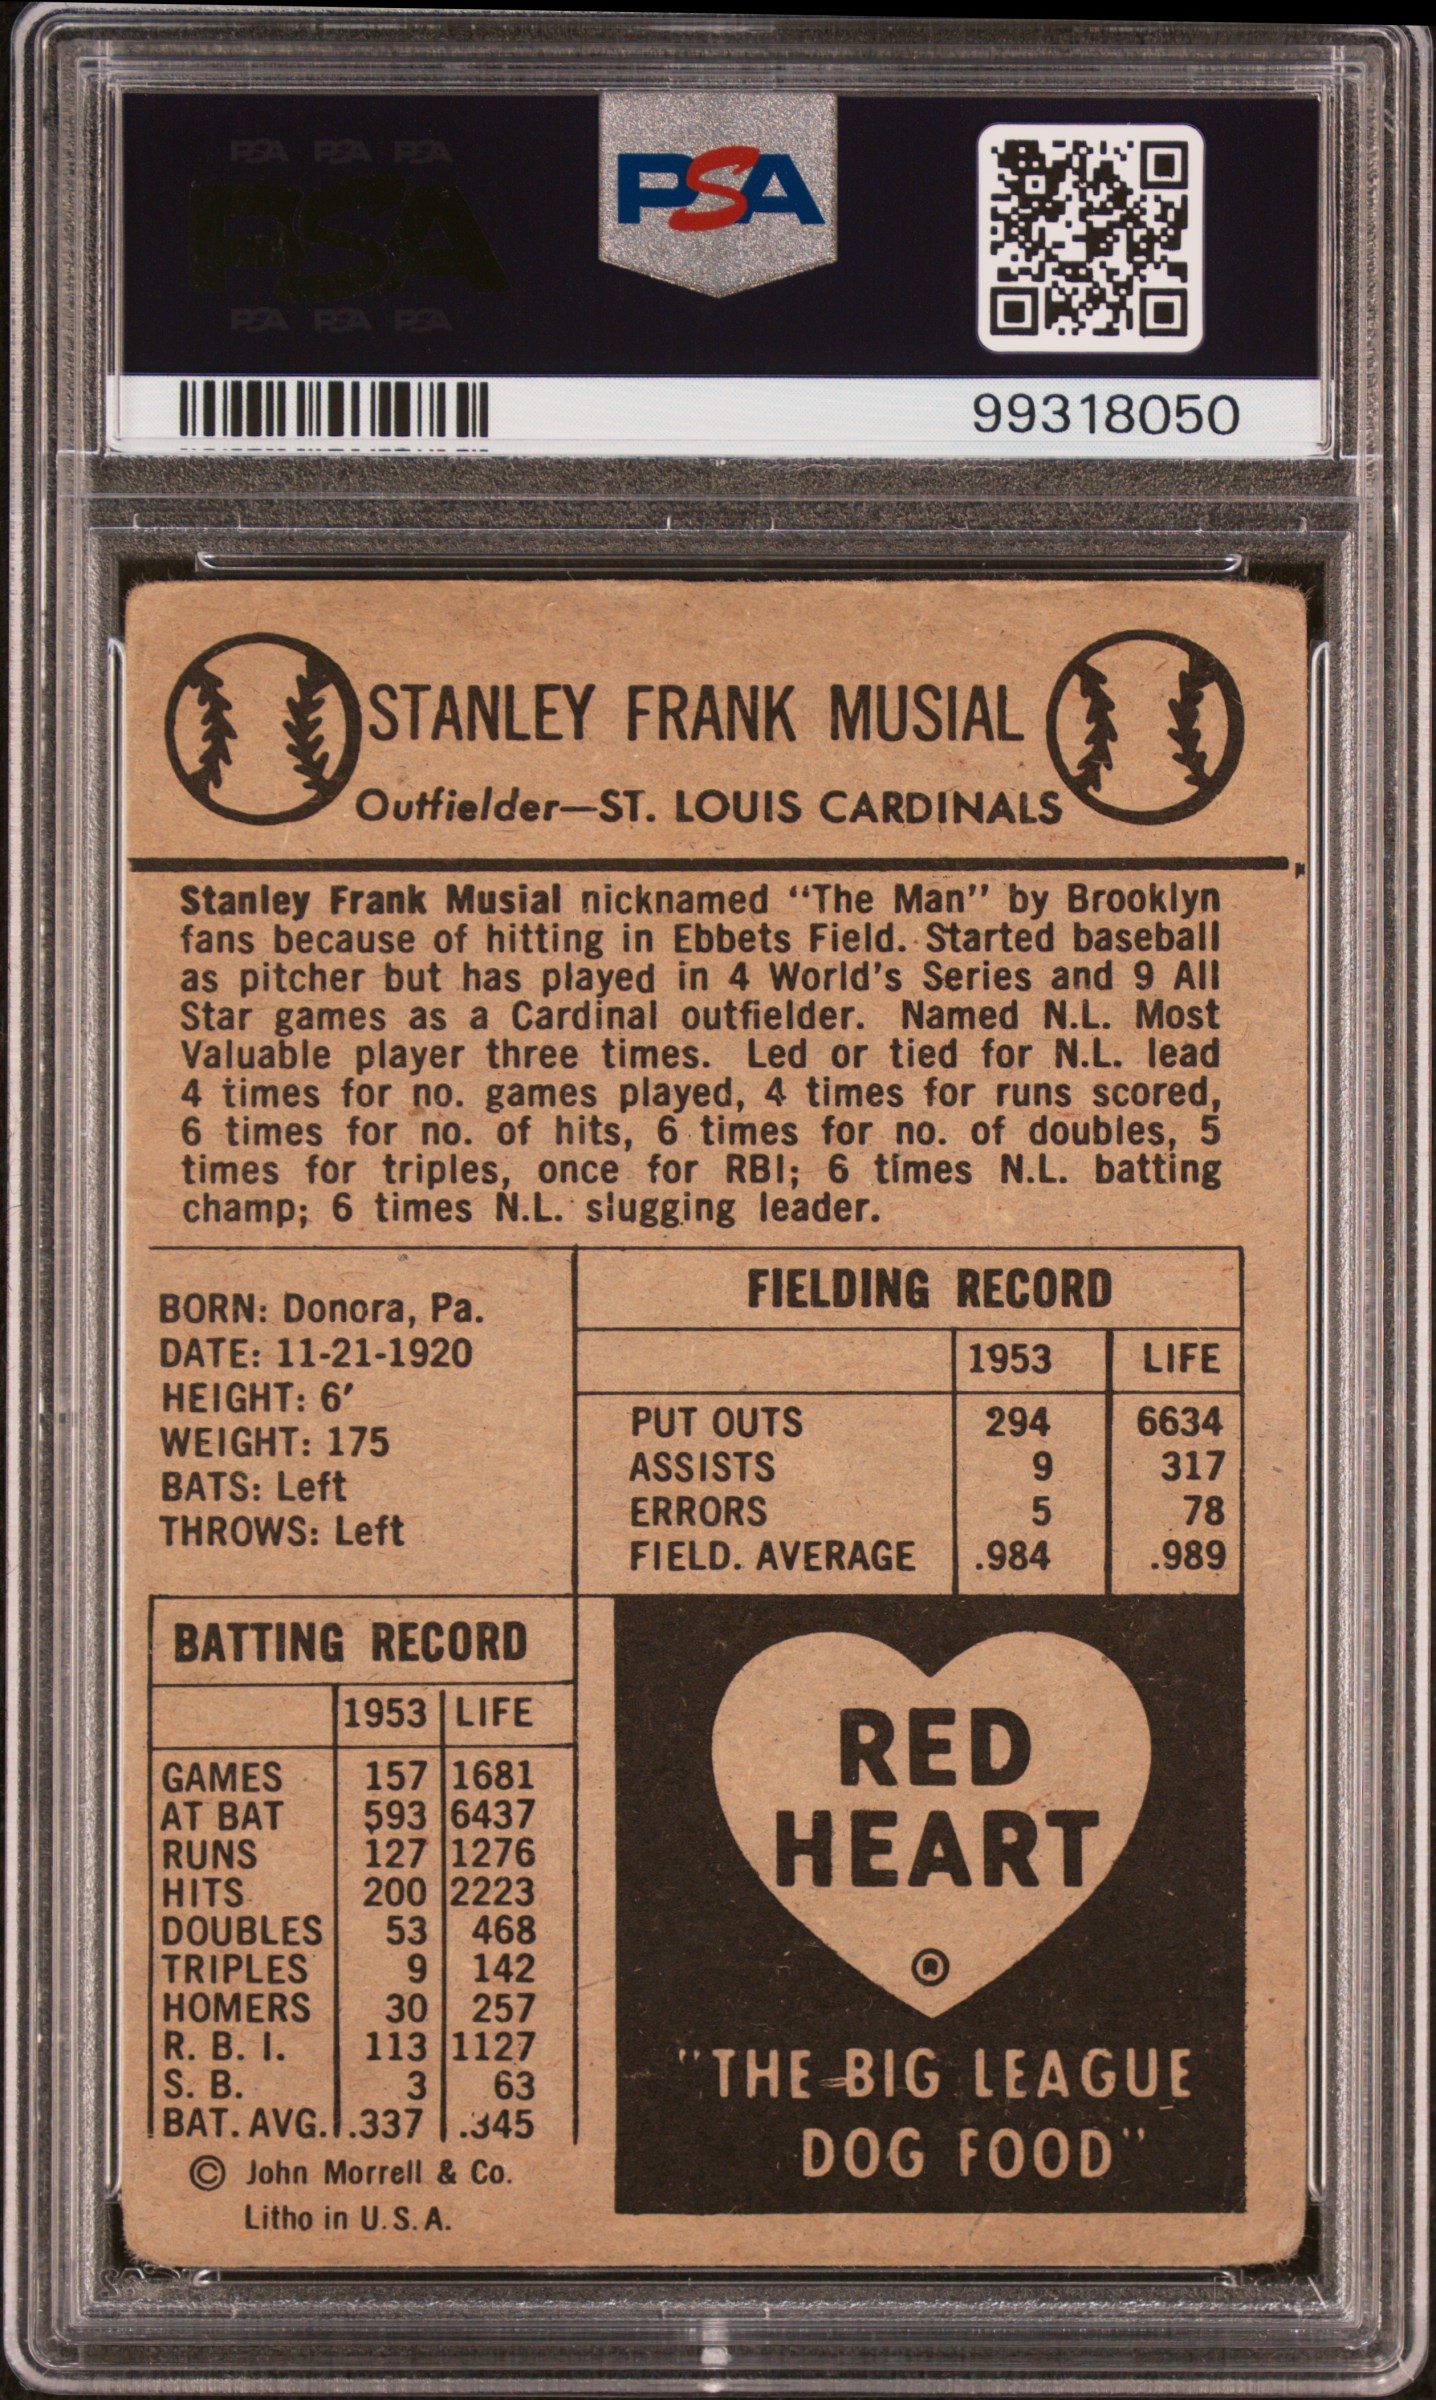 PSA PSA PSA
PSA
PSA PSA PSA
PSA
99318050
STANLEY FRANK MUSIAL
Outfielder—ST. LOUIS CARDINALS
Stanley Frank Musial nicknamed “The Man” by Brooklyn
fans because of hitting in Ebbets Field. Started baseball
as pitcher but has played in 4 World's Series and 9 All
Star games as a Cardinal outfielder. Named N.L. Most
Valuable player three times. Led or tied for N.L. lead
4 times for no. games played, 4 times for runs scored,
6 times for no. of hits, 6 times for no. of doubles, 5
times for triples, once for RBI; 6 times N.L. batting
champ; 6 times N.L. slugging leader.
BORN: Donora, Pa.
DATE: 11-21-1920
HEIGHT: 6′
WEIGHT: 175
BATS: Left
THROWS: Left
FIELDING RECORD
1953 LIFE
PUT OUTS 294 6634
ASSISTS 9 317
ERRORS 5 78
FIELD. AVERAGE .984 .989
BATTING RECORD
1953 LIFE
GAMES 157 1681
AT BAT 593 6437
RUNS 127 1276
HITS 200 2223
DOUBLES 53 468
TRIPLES 9 142
HOMERS 30 257
R. B. I. 113 1127
S. B. 3 63
BAT. AVG. .337 .345
© John Morrell & Co.
Litho in U.S.A.
RED
HEART
®
"THE BIG LEAGUE
DOG FOOD"